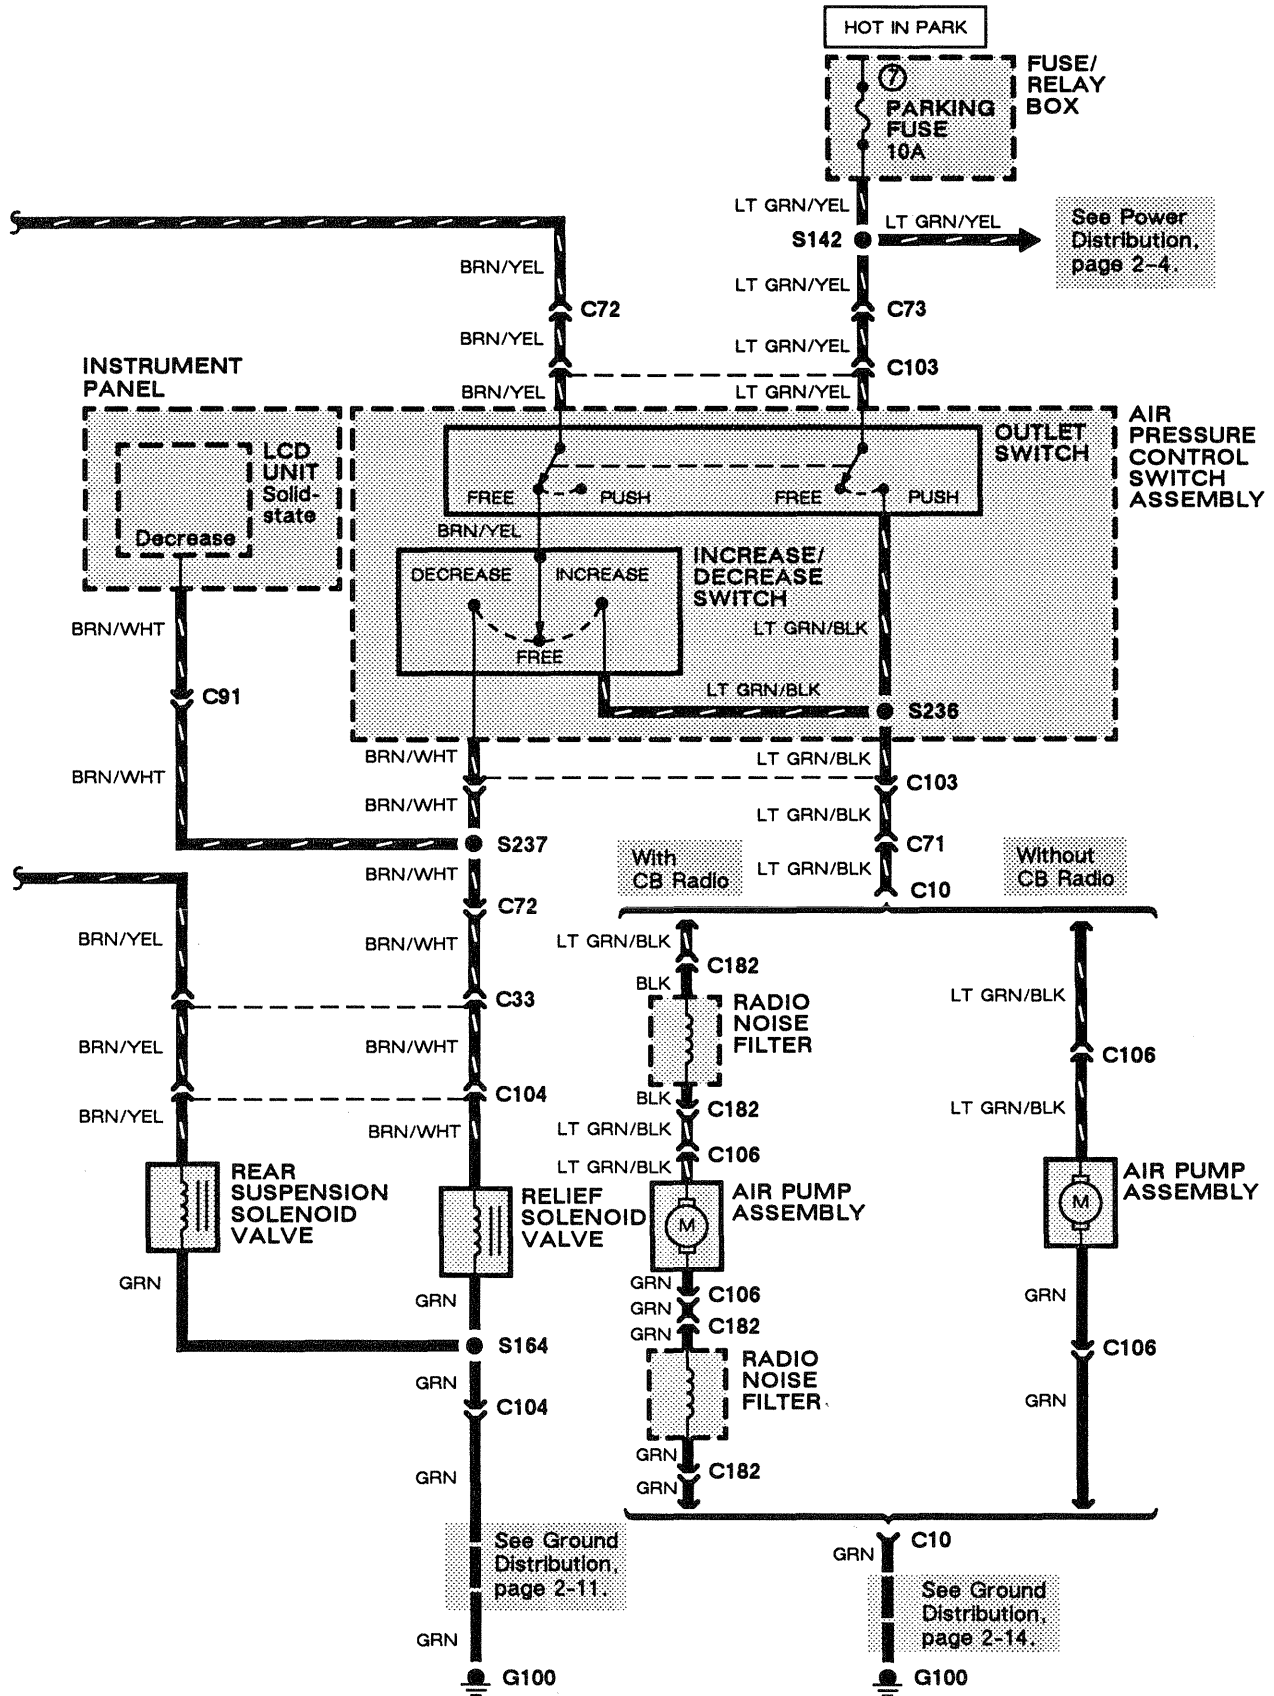 HOT IN PARK
7
PARKING
FUSE
10A
FUSE/
RELAY
BOX
LT GRN/YEL
S142
LT GRN/YEL
See Power
Distribution,
page 2-4.
BRN/YEL
LT GRN/YEL
C72
C73
BRN/YEL
LT GRN/YEL
C103
BRN/YEL
LT GRN/YEL
INSTRUMENT
PANEL
LCD
UNIT
Solid-
state
Decrease
OUTLET
SWITCH
AIR
PRESSURE
CONTROL
SWITCH
ASSEMBLY
FREE
PUSH
FREE
PUSH
BRN/YEL
DECREASE
INCREASE
FREE
INCREASE/
DECREASE
SWITCH
LT GRN/BLK
LT GRN/BLK
S236
BRN/WHT
C91
BRN/WHT
BRN/WHT
LT GRN/BLK
C103
BRN/WHT
LT GRN/BLK
S237
C71
BRN/WHT
LT GRN/BLK
C10
With
CB Radio
Without
CB Radio
C72
BRN/YEL
BRN/WHT
C33
BRN/YEL
BRN/WHT
C104
BRN/YEL
BRN/WHT
LT GRN/BLK
C182
BLK
RADIO
NOISE
FILTER
BLK
C182
LT GRN/BLK
C106
LT GRN/BLK
LT GRN/BLK
C106
LT GRN/BLK
REAR
SUSPENSION
SOLENOID
VALVE
RELIEF
SOLENOID
VALVE
M
AIR PUMP
ASSEMBLY
M
AIR PUMP
ASSEMBLY
GRN
GRN
S164
GRN
C104
GRN
GRN
C106
GRN
C182
GRN
RADIO
NOISE
FILTER
GRN
C182
GRN
GRN
C106
GRN
See Ground
Distribution,
page 2-11.
GRN
G100
C10
GRN
See Ground
Distribution,
page 2-14.
G100